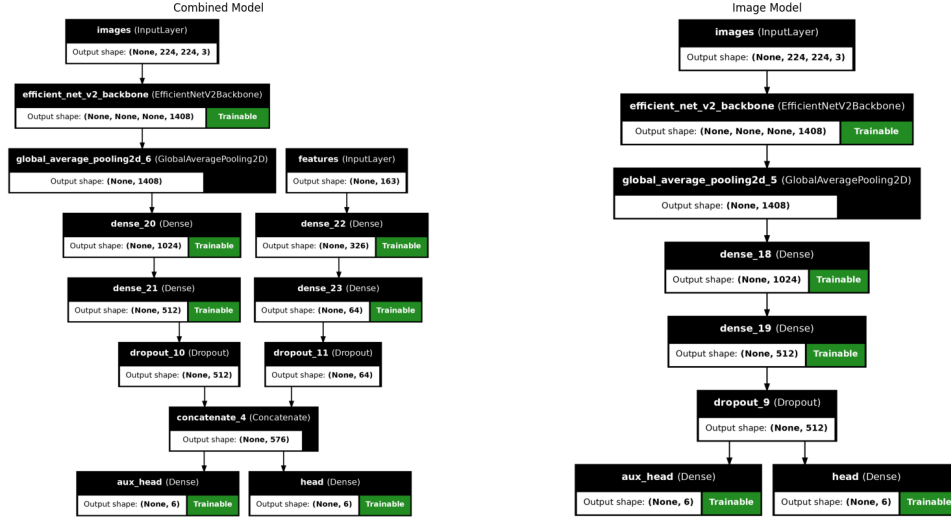 Combined Model
images (InputLayer)
Output shape: (None, 224, 224, 3)
efficient_net_v2_backbone (EfficientNetV2Backbone)
Output shape: (None, None, None, 1408) Trainable
global_average_pooling2d_6 (GlobalAveragePooling2D) features (InputLayer)
Output shape: (None, 1408) Output shape: (None, 163)
dense_20 (Dense) dense_22 (Dense)
Output shape: (None, 1024) Trainable Output shape: (None, 326) Trainable
dense_21 (Dense) dense_23 (Dense)
Output shape: (None, 512) Trainable Output shape: (None, 64) Trainable
dropout_10 (Dropout) dropout_11 (Dropout)
Output shape: (None, 512) Output shape: (None, 64)
concatenate_4 (Concatenate)
Output shape: (None, 576)
aux_head (Dense) head (Dense)
Output shape: (None, 6) Trainable Output shape: (None, 6) Trainable
Image Model
images (InputLayer)
Output shape: (None, 224, 224, 3)
efficient_net_v2_backbone (EfficientNetV2Backbone)
Output shape: (None, None, None, 1408) Trainable
global_average_pooling2d_5 (GlobalAveragePooling2D)
Output shape: (None, 1408)
dense_18 (Dense)
Output shape: (None, 1024) Trainable
dense_19 (Dense)
Output shape: (None, 512) Trainable
dropout_9 (Dropout)
Output shape: (None, 512)
aux_head (Dense) head (Dense)
Output shape: (None, 6) Trainable Output shape: (None, 6) Trainable